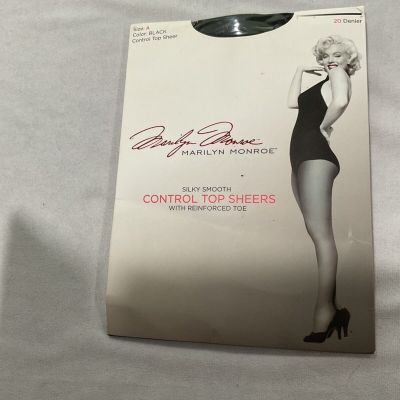 Size: A
Color: BLACK
Control Top Sheer
20 Denier
Marilyn Monroe
MARILYN MONROE™
SILKY SMOOTH
CONTROL TOP SHEERS
WITH REINFORCED TOE